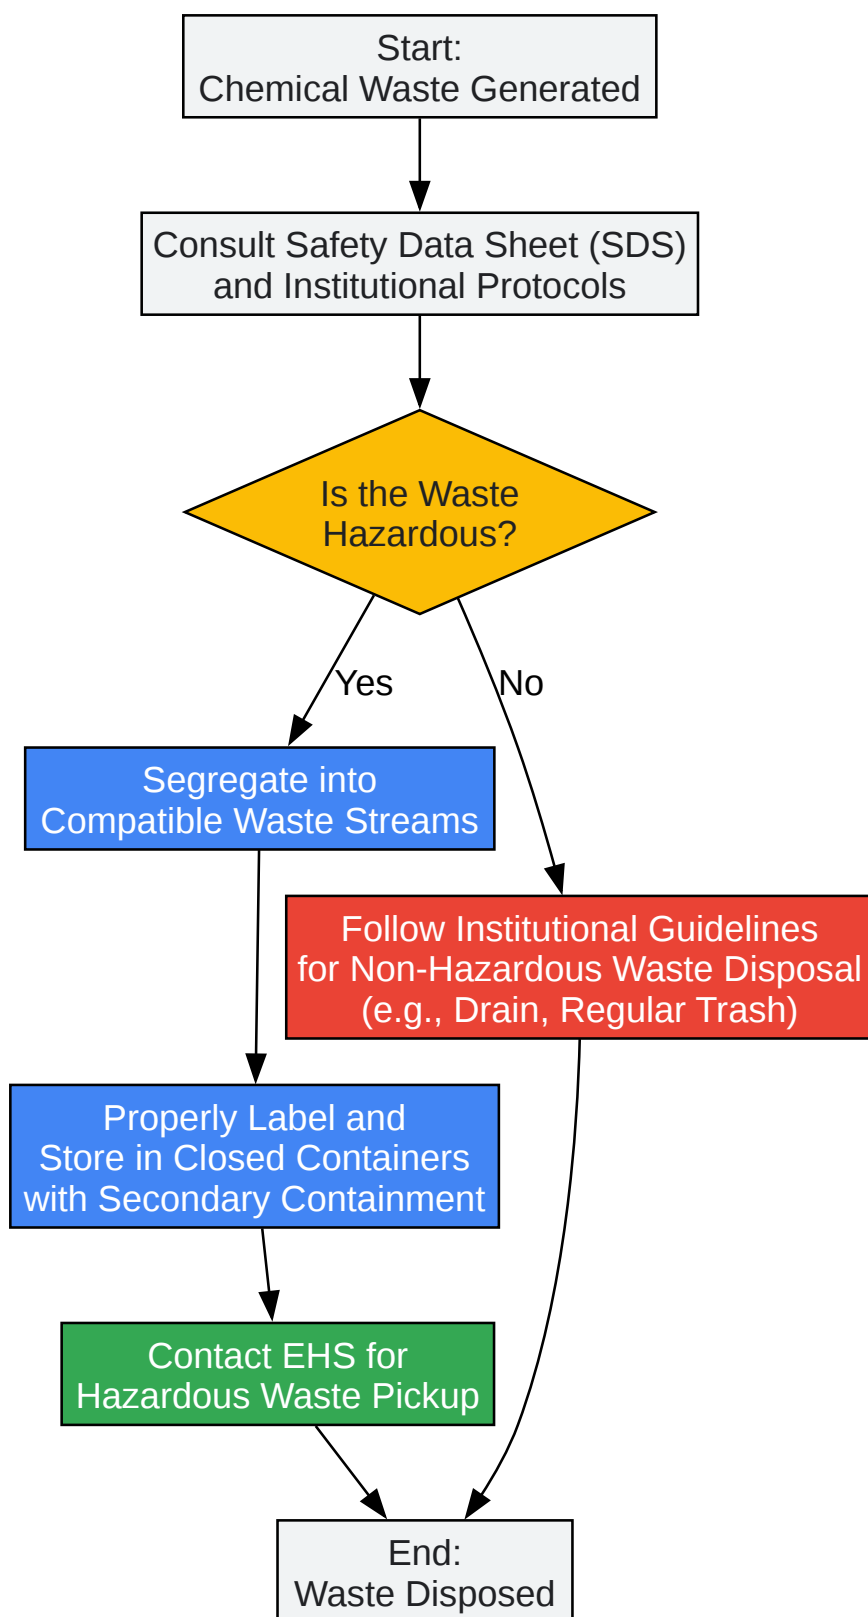 Start:
Chemical Waste Generated
Consult Safety Data Sheet (SDS)
and Institutional Protocols
Is the Waste
Hazardous?
Yes
No
Segregate into
Compatible Waste Streams
Follow Institutional Guidelines
for Non-Hazardous Waste Disposal
(e.g., Drain, Regular Trash)
Properly Label and
Store in Closed Containers
with Secondary Containment
Contact EHS for
Hazardous Waste Pickup
End:
Waste Disposed